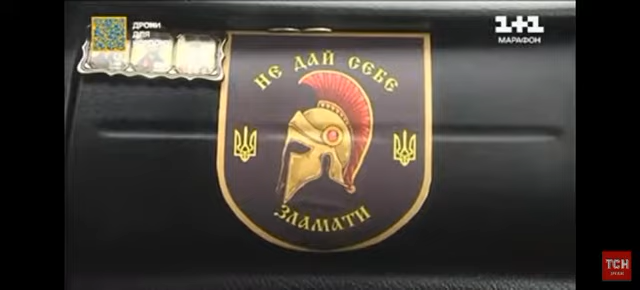 ДРОНИ
ДЛЯ
1+1
МАРАФОН
НЕ ДАЙ СЕБЕ
ЗЛАМАТИ
ТСН